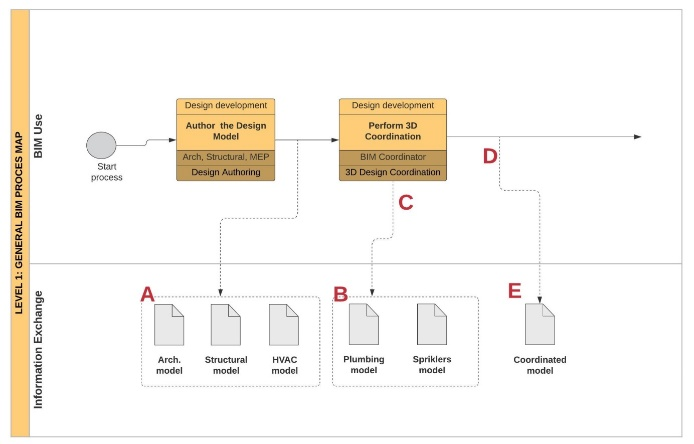 LEVEL 1: GENERAL BIM PROCES MAP
BIM Use
Start
process
Design development
Author the Design
Model
Arch, Structural, MEP
Design Authoring
Design development
Perform 3D
Coordination
BIM Coordinator
3D Design Coordination
C
D
Information Exchange
A
Arch.
model
Structural
model
HVAC
model
B
Plumbing
model
Spriklers
model
E
Coordinated
model